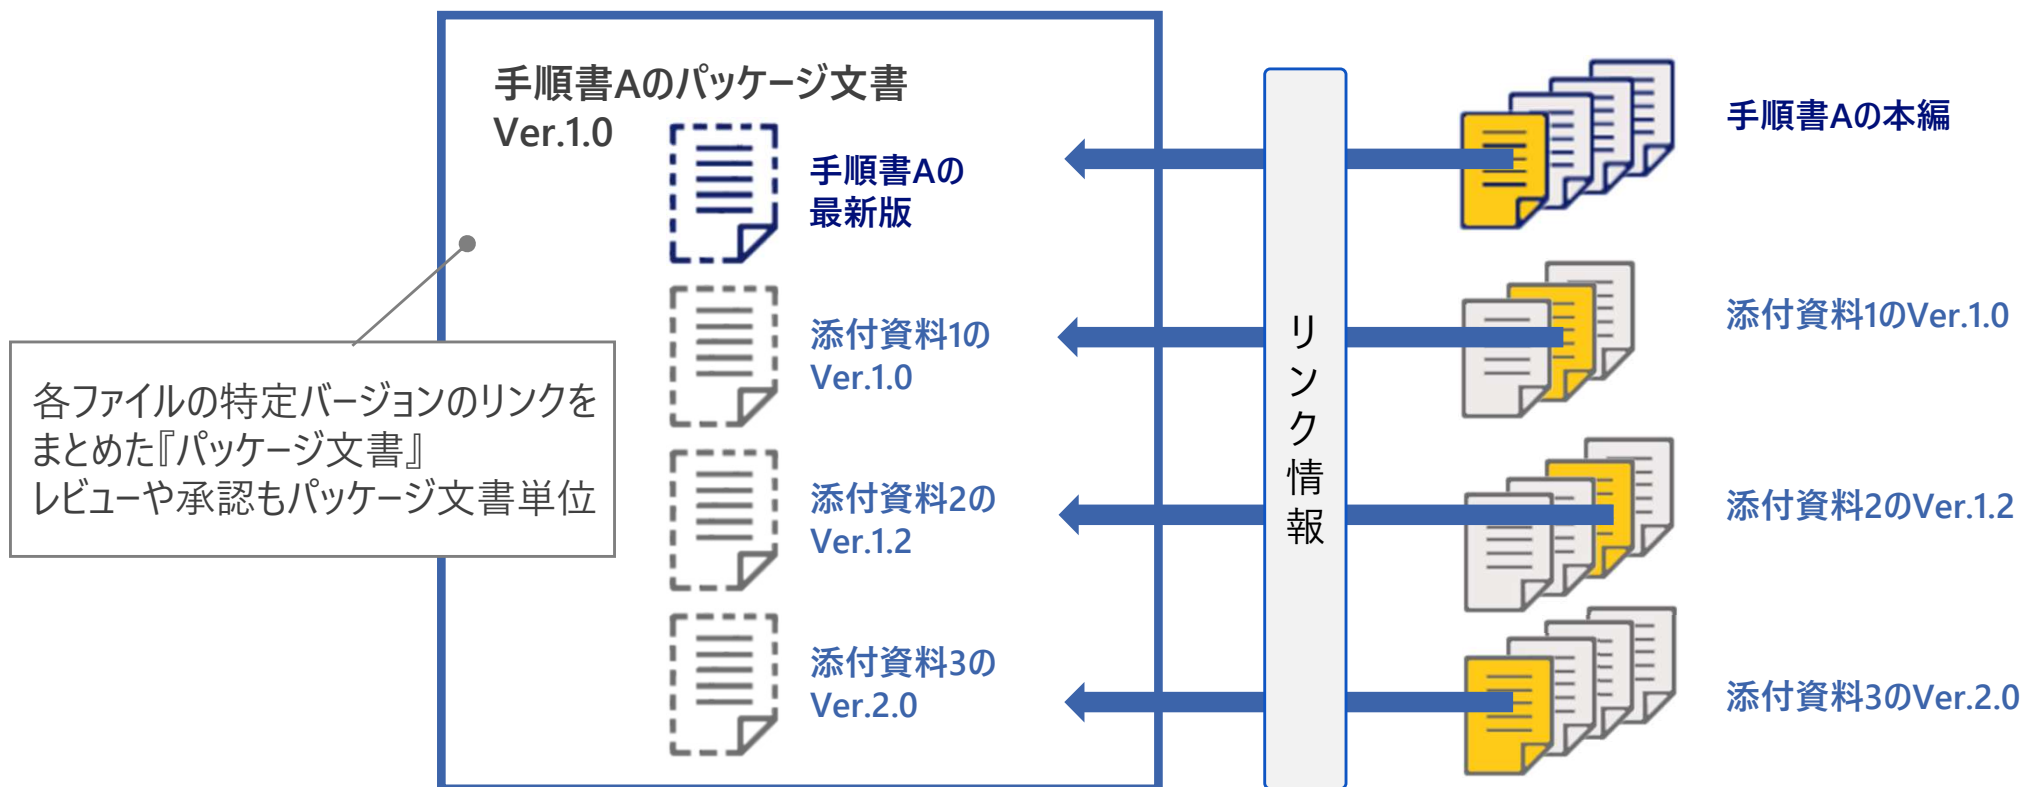 手順書Aのパッケージ文書
Ver.1.0
手順書Aの
最新版
添付資料1の
Ver.1.0
添付資料2の
Ver.1.2
添付資料3の
Ver.2.0
各ファイルの特定バージョンのリンクを
まとめた『パッケージ文書』
レビューや承認もパッケージ文書単位
リンク情報
手順書Aの本編
添付資料1のVer.1.0
添付資料2のVer.1.2
添付資料3のVer.2.0